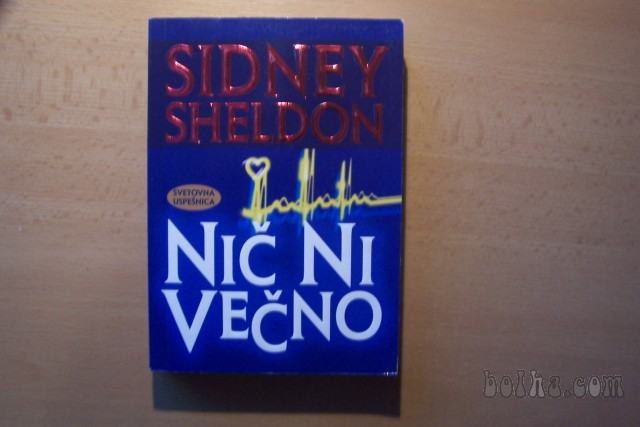 SIDNEY
SHELDON
SVETOVNA
USPEŠNICA
NIČ NI
VEČNO
bolha.com